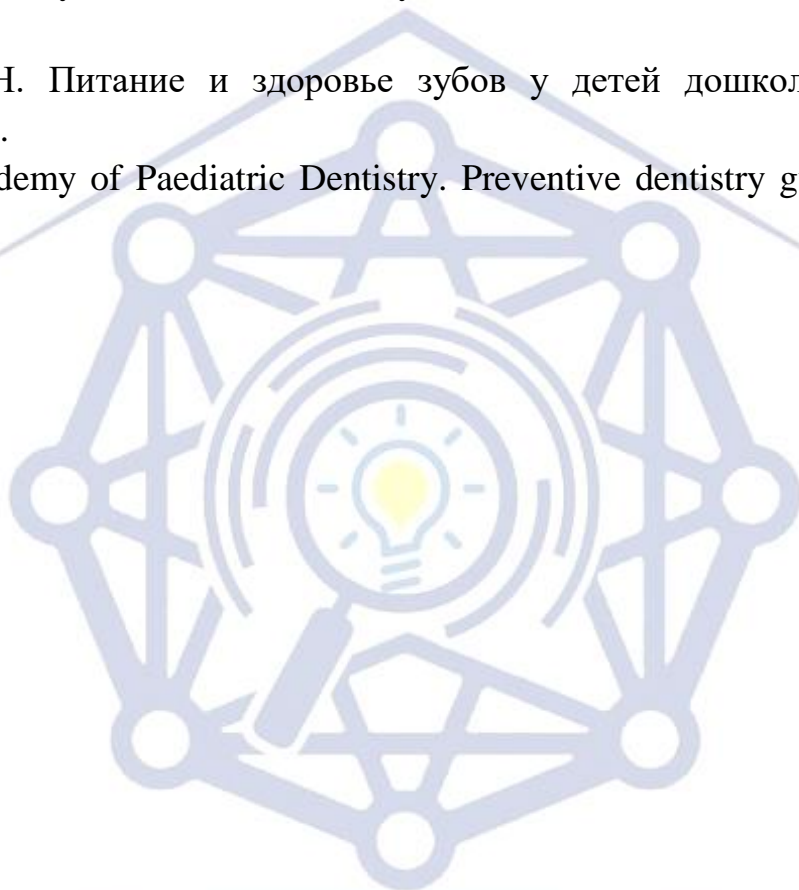 Н. Питание и здоровье зубов у детей дошкол
.
demy of Paediatric Dentistry. Preventive dentistry g